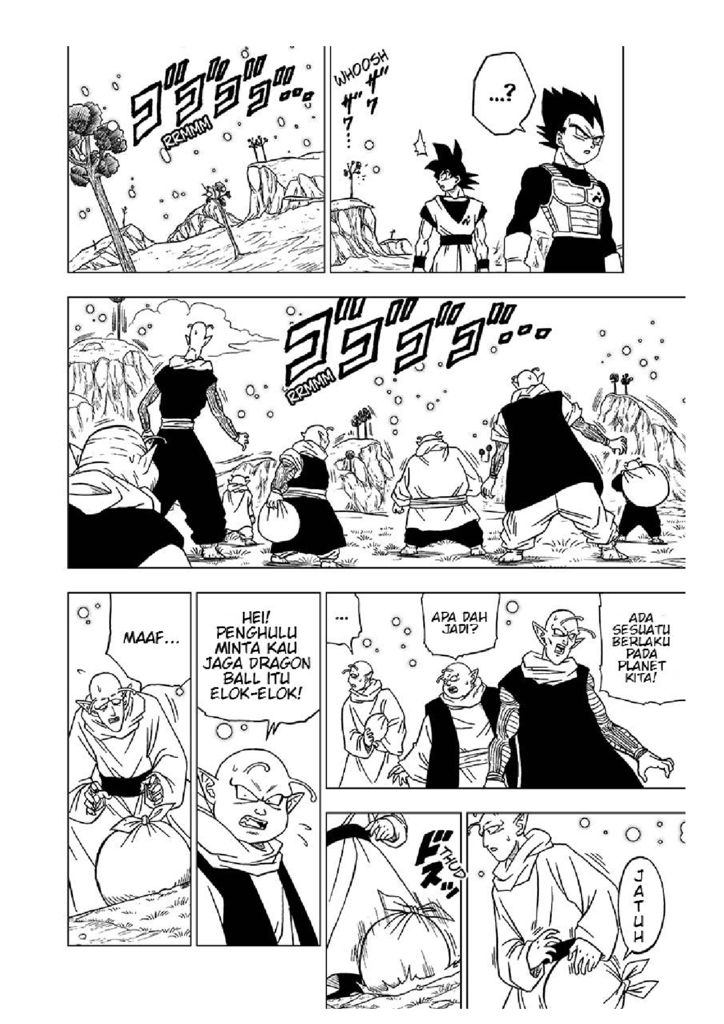 ...?
WHOOSH
ザザワ
ザワ...
ゴゴゴゴ...
RRMMM
ゴゴゴゴ...
RRMMM
ADA
SESUATU
BERLAKU
PADA
PLANET
KITA!
APA DAH
JADI?
...
JATUH
ドスッ
THUD
HEI!
PENGHULU
MINTA KAU
JAGA DRAGON
BALL ITU
ELOK-ELOK!
MAAF...